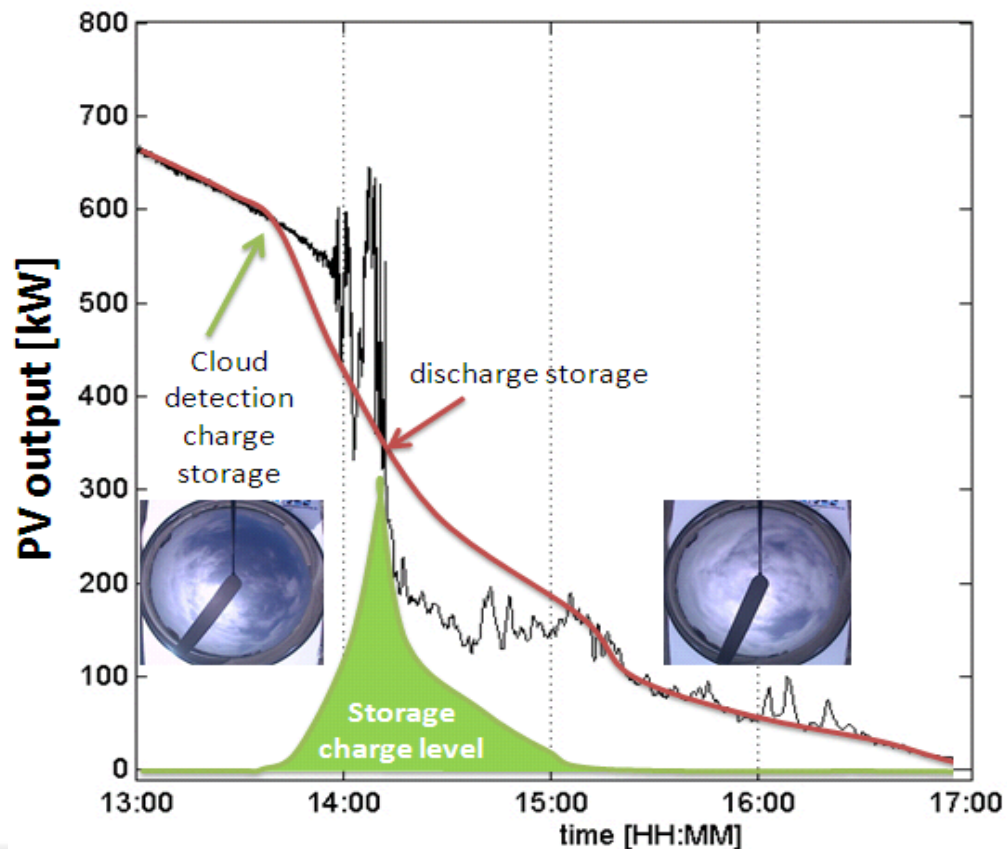 800
700
600
500
400
300
200
100
0
PV output [kW]
Cloud
detection
charge
storage
discharge storage
Storage
charge level
13:00
14:00
15:00
16:00
17:00
time [HH:MM]